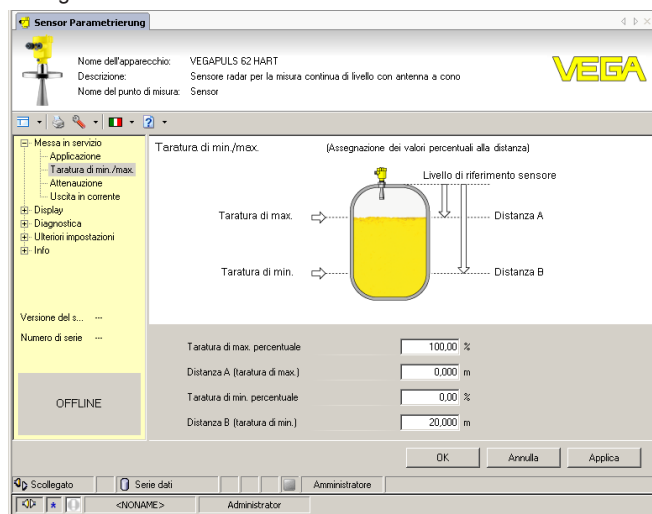 Sensor Parametrierung
Nome dell'apparecchio: VEGAPULS 62 HART
Descrizione: Sensore radar per la misura continua di livello con antenna a cono
Nome del punto di misura: Sensor
VEGA
Messa in servizio
Applicazione
Taratura di min./max.
Attenuazione
Uscita in corrente
Display
Diagnostica
Ulteriori impostazioni
Info
Versione del s... ---
Numero di serie ---
OFFLINE
Taratura di min./max. (Assegnazione dei valori percentuali alla distanza)
Livello di riferimento sensore
Taratura di max. Distanza A
Taratura di min. Distanza B
Taratura di max. percentuale 100,00 %
Distanza A (taratura di max.) 0,000 m
Taratura di min. percentuale 0,00 %
Distanza B (taratura di min.) 20,000 m
OK Annulla Applica
Scollegato Serie dati Amministratore
<NONAME> Administrator